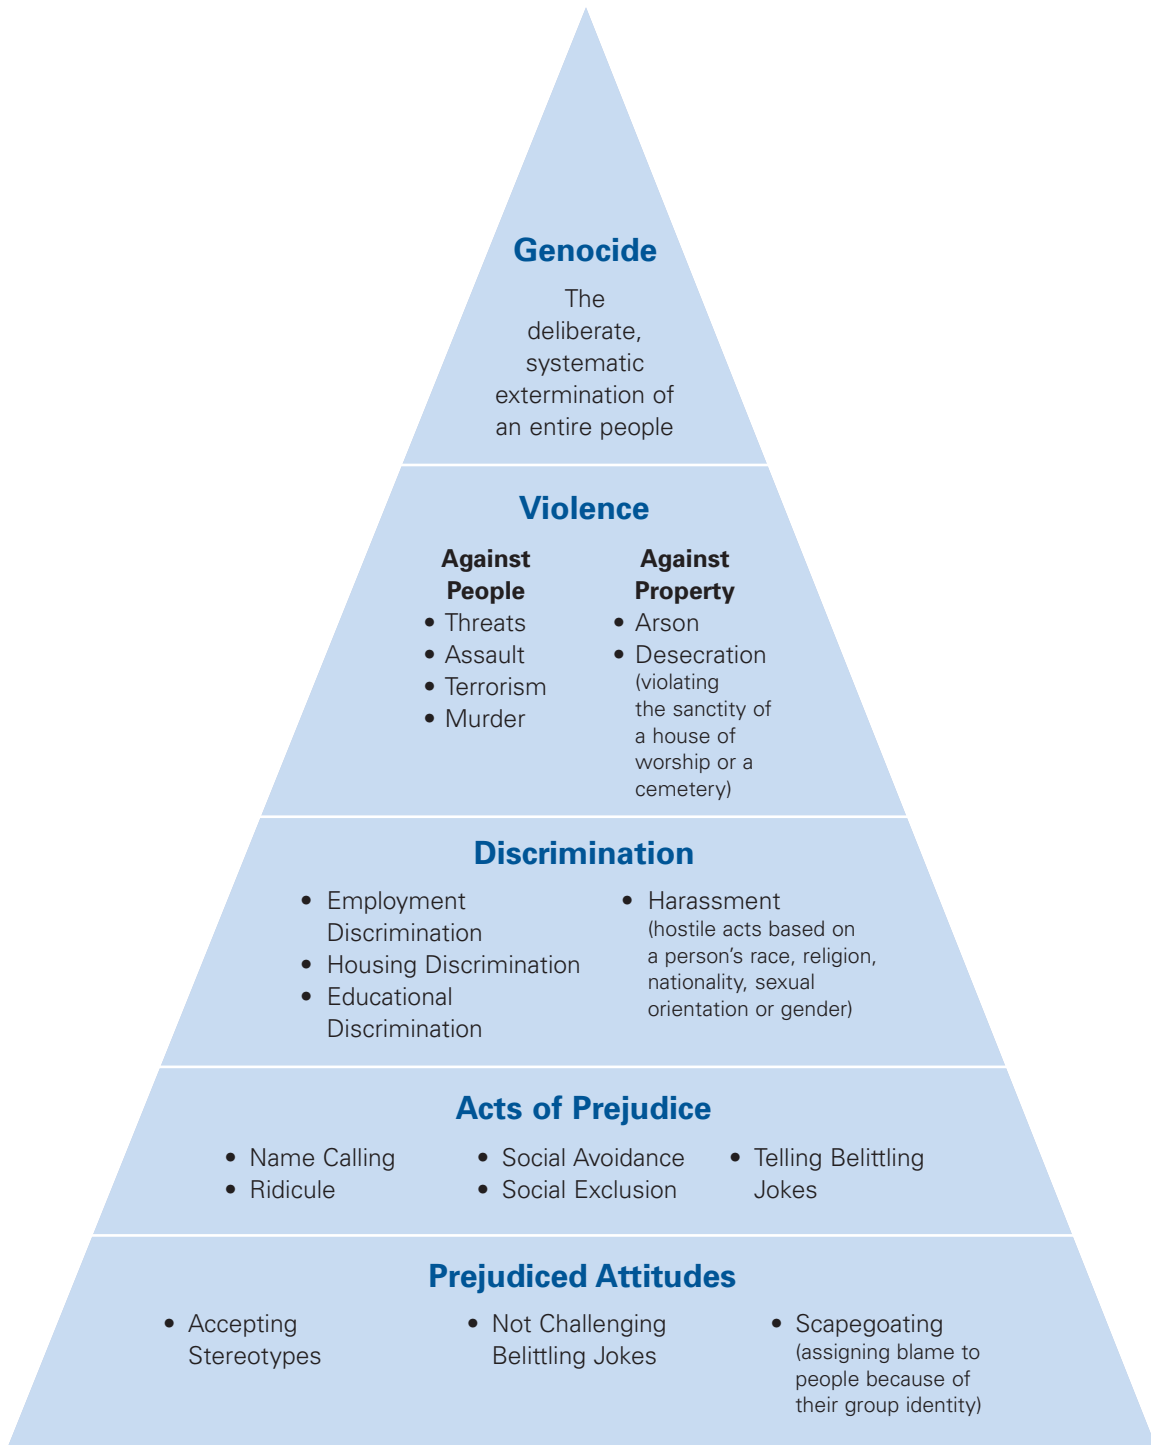 Genocide
The
deliberate,
systematic
extermination of
an entire people
Violence
Against
People
• Threats
• Assault
• Terrorism
• Murder
Against
Property
• Arson
• Desecration
(violating
the sanctity of
a house of
worship or a
cemetery)
Discrimination
• Employment
Discrimination
• Housing Discrimination
• Educational
Discrimination
• Harassment
(hostile acts based on
a person’s race, religion,
nationality, sexual
orientation or gender)
Acts of Prejudice
• Name Calling
• Ridicule
• Social Avoidance
• Social Exclusion
• Telling Belittling
Jokes
Prejudiced Attitudes
• Accepting
Stereotypes
• Not Challenging
Belittling Jokes
• Scapegoating
(assigning blame to
people because of
their group identity)